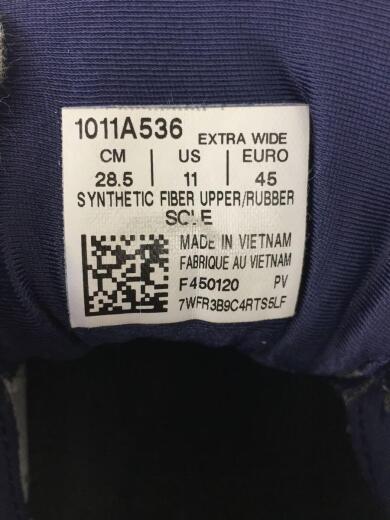 1011A536 EXTRA WIDE
CM | US | EURO
28.5 | 11 | 45
SYNTHETIC FIBER UPPER/RUBBER
MADE IN VIETNAM
FABRIQUE AU VIETNAM
F450120 PV
7WFR3B9C4RTS5LF